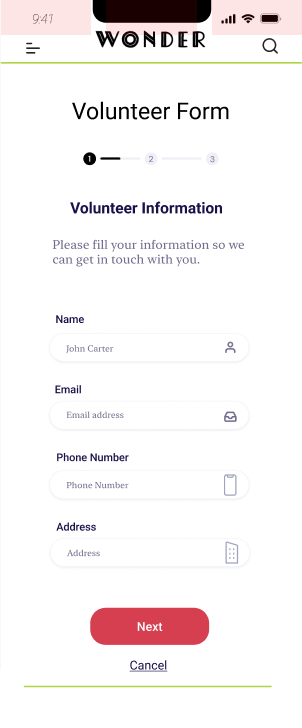 9:41
WONDER
Volunteer Form
1 2 3
Volunteer Information
Please fill your information so we
can get in touch with you.
Name
John Carter
Email
Email address
Phone Number
Phone Number
Address
Address
Next
Cancel